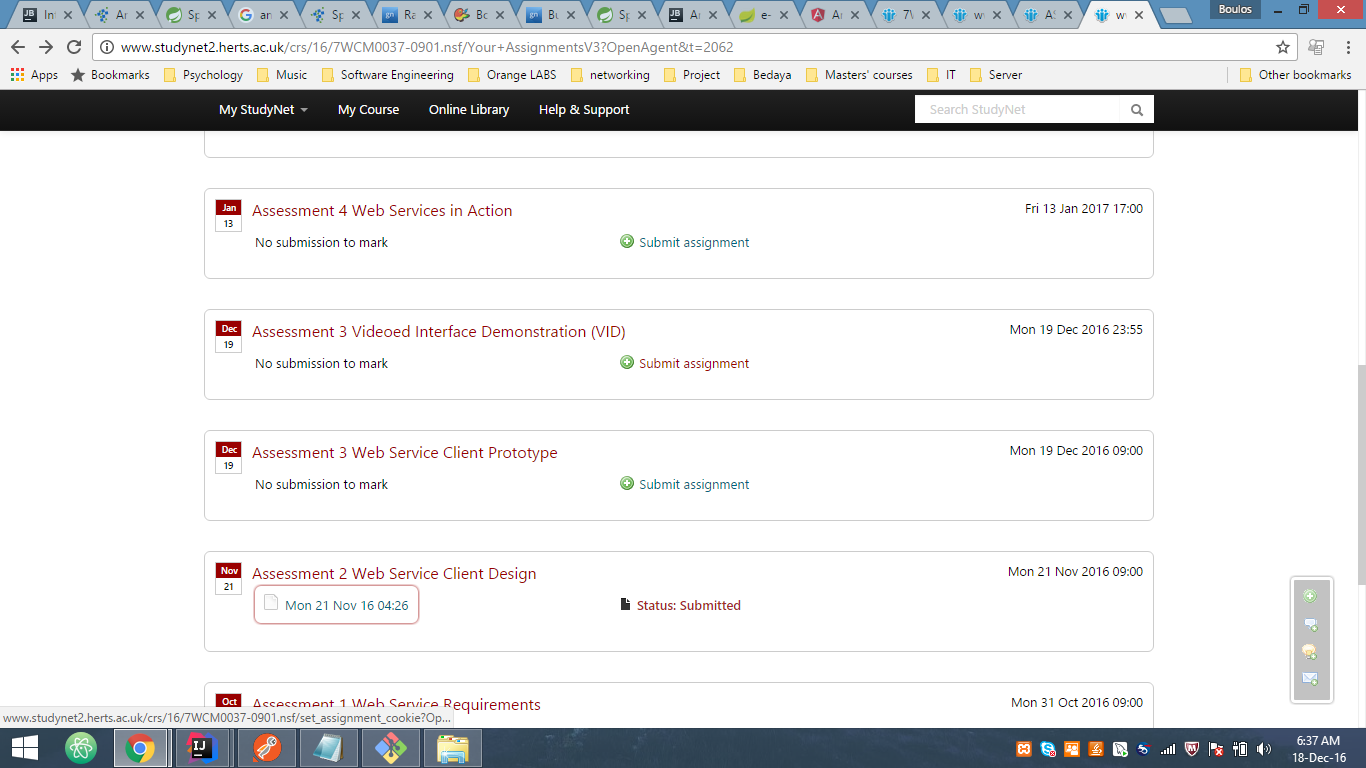 In
An
Sp
an
Sp
Ra
Bo
Bu
Sp
An
e-
An
7V
w
AS
w
Boulos
www.studynet2.herts.ac.uk/crs/16/7WCM0037-0901.nsf/Your+AssignmentsV3?OpenAgent&t=2062
Apps Bookmarks Psychology Music Software Engineering Orange LABS networking Project Bedaya Masters' courses IT Server Other bookmarks
My StudyNet My Course Online Library Help & Support Search StudyNet
Jan
13
Assessment 4 Web Services in Action Fri 13 Jan 2017 17:00
No submission to mark Submit assignment
Dec
19
Assessment 3 Videoed Interface Demonstration (VID) Mon 19 Dec 2016 23:55
No submission to mark Submit assignment
Dec
19
Assessment 3 Web Service Client Prototype Mon 19 Dec 2016 09:00
No submission to mark Submit assignment
Nov
21
Assessment 2 Web Service Client Design Mon 21 Nov 2016 09:00
Mon 21 Nov 16 04:26 Status: Submitted
Oct
Assessment 1 Web Service Requirements Mon 31 Oct 2016 09:00
www.studynet2.herts.ac.uk/crs/16/7WCM0037-0901.nsf/set_assignment_cookie?Op...
6:37 AM
18-Dec-16